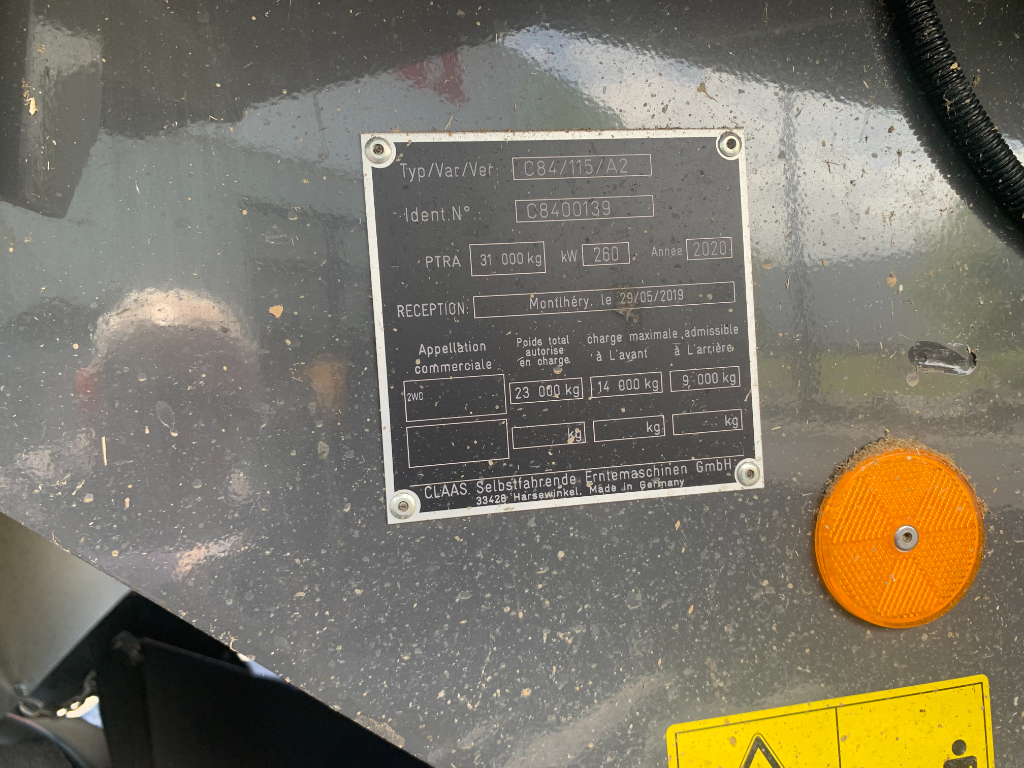 Typ/Var/Ver C84/115/A2
Ident.N°: C8400139
PTRA 31 000 kg kW 260 Annee 2020
RECEPTION: Montlhéry, le 29/05/2019
Appellation commerciale
Poids total autorise en charge
charge maximale admissible
à L'avant à L'arrière
2WD 23 000 kg 14 000 kg 9 000 kg
kg kg kg
CLAAS Selbstfahrende Erntemaschinen GmbH
33428 Harsewinkel, Made in Germany